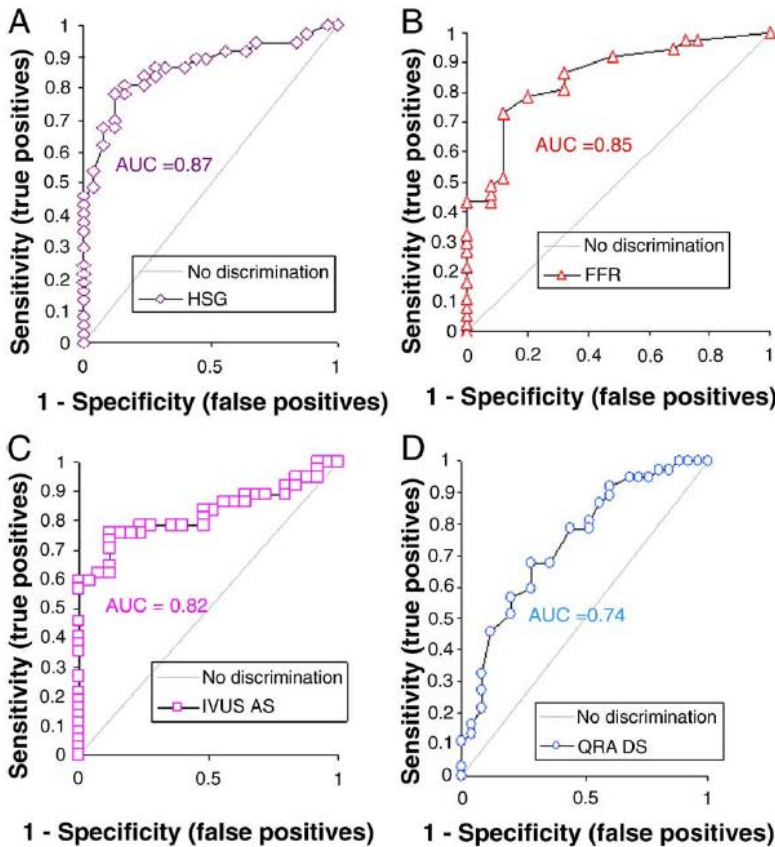 A
Sensitivity (true positives)
1
0.9
0.8
0.7
0.6
0.5
0.4
0.3
0.2
0.1
0
AUC =0.87
No discrimination
HSG
0
0.5
1
1 - Specificity (false positives)
B
Sensitivity (true positives)
1
0.9
0.8
0.7
0.6
0.5
0.4
0.3
0.2
0.1
0
AUC =0.85
No discrimination
FFR
0
0.2
0.4
0.6
0.8
1
1 - Specificity (false positives)
C
Sensitivity (true positives)
1
0.9
0.8
0.7
0.6
0.5
0.4
0.3
0.2
0.1
0
AUC = 0.82
No discrimination
IVUS AS
0
0.5
1
1 - Specificity (false positives)
D
Sensitivity (true positives)
1
0.9
0.8
0.7
0.6
0.5
0.4
0.3
0.2
0.1
0
AUC =0.74
No discrimination
QRA DS
0
0.5
1
1 - Specificity (false positives)